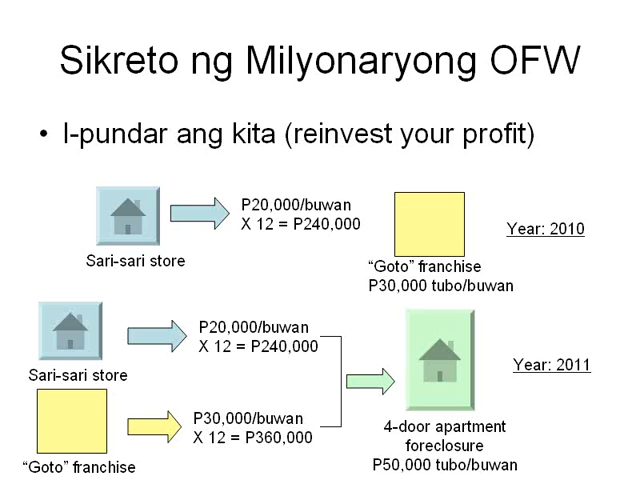 Sikreto ng Milyonaryong OFW
• I-pundar ang kita (reinvest your profit)
P20,000/buwan
X 12 = P240,000
Sari-sari store
“Goto” franchise
P30,000 tubo/buwan
Year: 2010
P20,000/buwan
X 12 = P240,000
Sari-sari store
P30,000/buwan
X 12 = P360,000
“Goto” franchise
4-door apartment
foreclosure
P50,000 tubo/buwan
Year: 2011